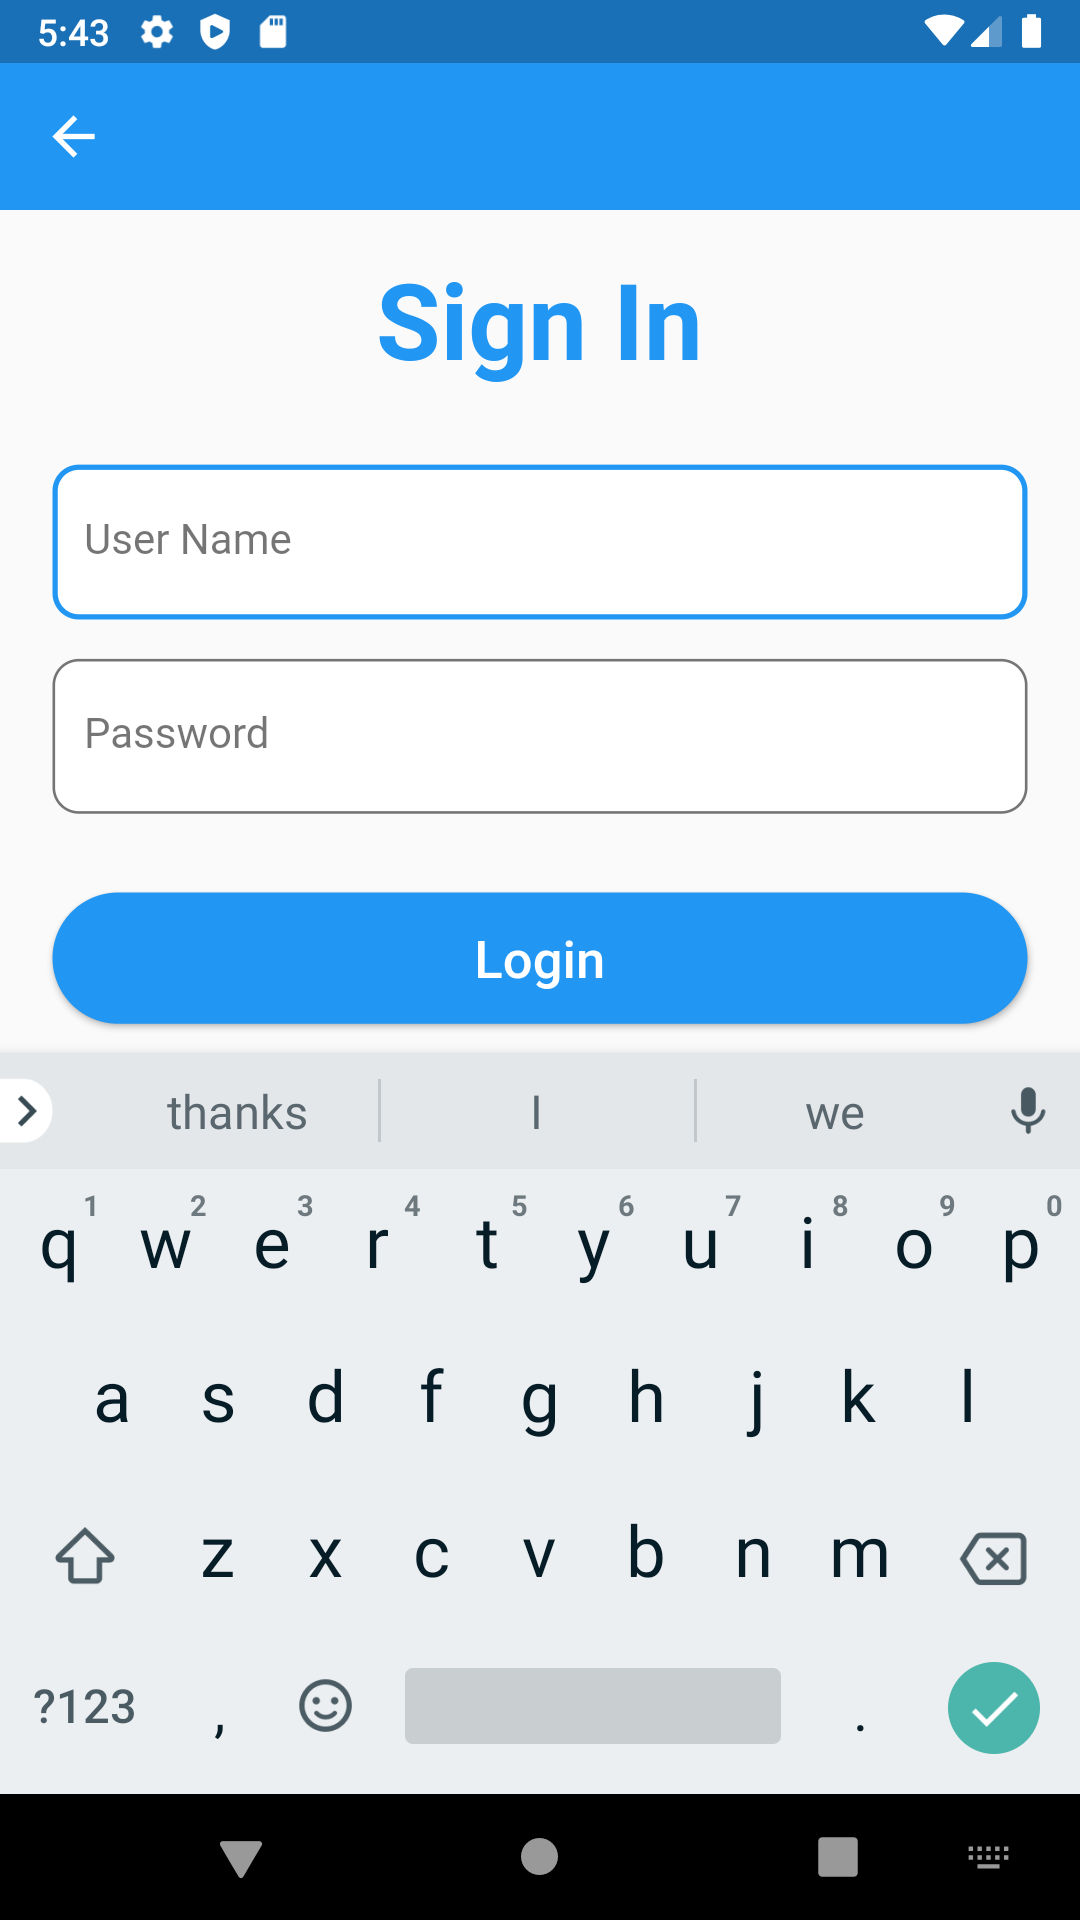 5:43
Sign In
User Name
Password
Login
thanks I we
1 2 3 4 5 6 7 8 9 0
q w e r t y u i o p
a s d f g h j k l
z x c v b n m
?123 , .